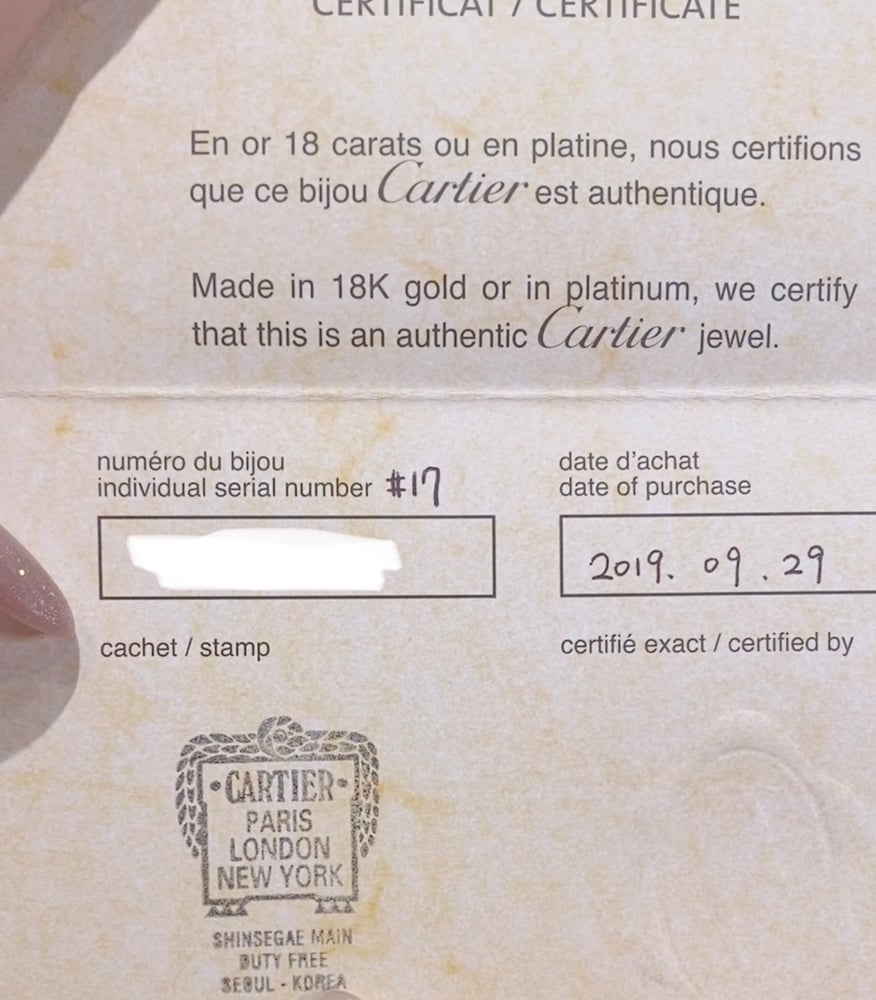 CERTIFICAT / CERTIFICATE
En or 18 carats ou en platine, nous certifions
que ce bijou Cartier est authentique.
Made in 18K gold or in platinum, we certify
that this is an authentic Cartier jewel.
numéro du bijou
individual serial number #17
date d'achat
date of purchase
2019. 09. 29
cachet / stamp
certifié exact / certified by
·CARTIER·
PARIS
LONDON
NEW YORK
SHINSEGAE MAIN
DUTY FREE
SEOUL - KOREA